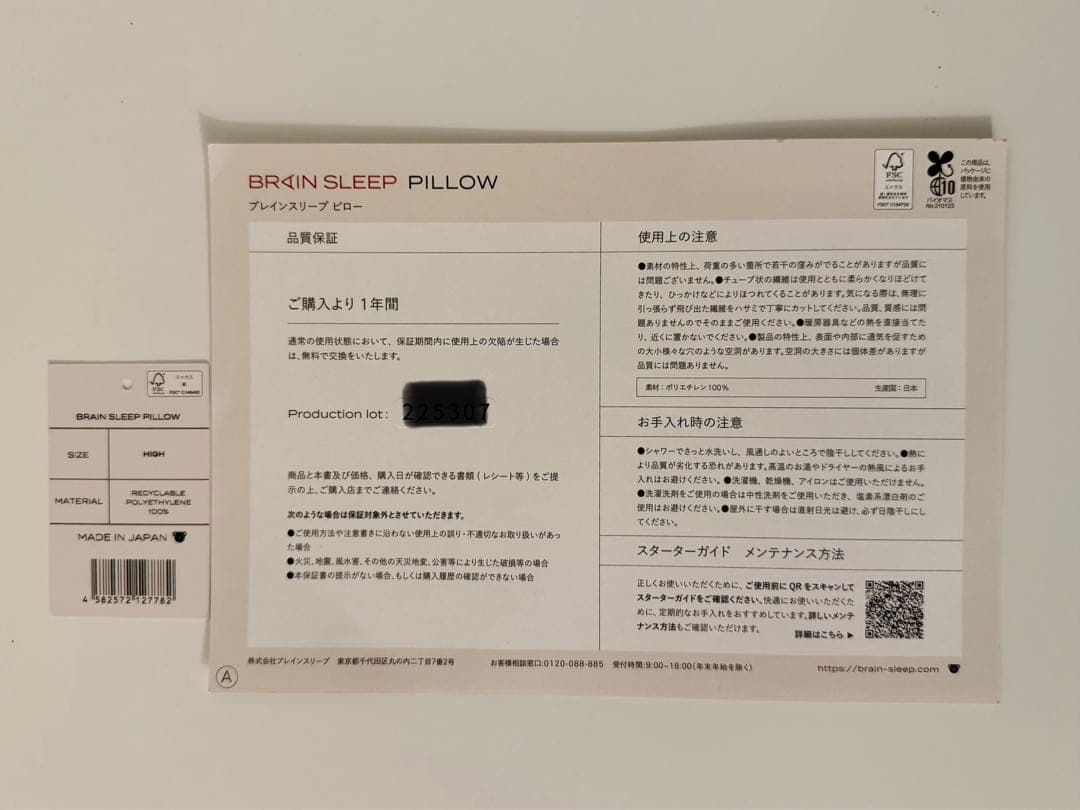 BRAIN SLEEP PILLOW
ブレインスリープ ピロー
FSC
ミックス
FSC® C194720
10
バイオマス
No.210123
この商品は、
パッケージに
植物由来の
原料を使用
しています。
品質保証
ご購入より1年間
通常の使用状態において、保証期間内に使用上の欠陥が生じた場合
は、無料で交換をいたします。
Production lot: 225307
商品と本書及び価格、購入日が確認できる書類(レシート等)をご提
示の上、ご購入店までご連絡ください。
次のような場合は保証対象外とさせていただきます。
●ご使用方法や注意書きに沿わない使用上の誤り・不適切なお取り扱いがあっ
た場合
●火災、地震、風水害、その他の天災地変、公害等により生じた破損等の場合
●本保証書の提示がない場合、もしくは購入履歴の確認ができない場合
使用上の注意
●素材の特性上、荷重の多い箇所で若干の窪みがでることがありますが品質に
は問題ございません。●チューブ状の繊維は使用とともに柔らかくなりほどけて
きたり、ひっかけなどによりほつれてくることがあります。気になる際は、無理に
引っ張らず飛び出た繊維をハサミで丁寧にカットしてください。品質、質感には問
題ありませんのでそのままご使用ください。●暖房器具などの熱を直接当てた
り、近くに置かないでください。●製品の特性上、表面や内部に通気を促すため
の大小様々な穴のような空洞があります。空洞の大きさには個体差がありますが
品質には問題ありません。
素材：ポリエチレン100% 生産国：日本
お手入れ時の注意
●シャワーでさっと水洗いし、風通しのよいところで陰干ししてください。●熱に
より品質が劣化する恐れがあります。高温のお湯やドライヤーの熱風によるお手
入れはお避けください。●洗濯機、乾燥機、アイロンはご使用いただけません。
●洗濯洗剤をご使用の場合は中性洗剤をご使用いただき、塩素系漂白剤のご
使用はお避けください。●屋外に干す場合は直射日光は避け、必ず日陰干しにし
てください。
スターターガイド メンテナンス方法
正しくお使いいただくために、ご使用前にQRをスキャンして
スターターガイドをご確認ください。快適にお使いいただくた
めに、定期的なお手入れをおすすめしています。詳しいメンテ
ナンス方法もご確認いただけます。
詳細はこちら ▶
株式会社ブレインスリープ 東京都千代田区丸の内二丁目7番2号 お客様相談窓口:0120-088-885 受付時間:9:00~18:00(年末年始を除く) https://brain-sleep.com
A
FSC
ミックス
紙
BRAIN SLEEP PILLOW
SIZE HIGH
MATERIAL RECYCLABLE
POLYETHYLENE
100%
MADE IN JAPAN
4 582572 127762